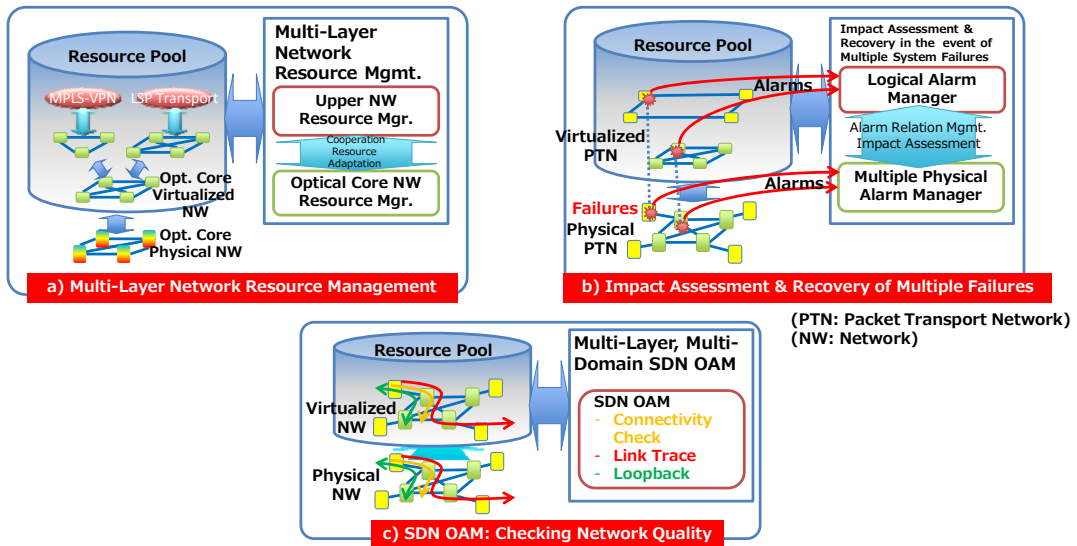 Resource Pool
MPLS-VPN
LSP Transport
Opt. Core
Virtualized
NW
Opt. Core
Physical NW
Multi-Layer
Network
Resource Mgmt.
Upper NW
Resource Mgr.
Cooperation
Resource
Adaptation
Optical Core NW
Resource Mgr.
a) Multi-Layer Network Resource Management
Resource Pool
Virtualized
PTN
Failures
Physical
PTN
Alarms
Alarms
Impact Assessment &
Recovery in the event of
Multiple System Failures
Logical Alarm
Manager
Alarm Relation Mgmt.
Impact Assessment
Multiple Physical
Alarm Manager
b) Impact Assessment & Recovery of Multiple Failures
(PTN: Packet Transport Network)
(NW: Network)
Resource Pool
Virtualized
NW
Physical
NW
Multi-Layer, Multi-
Domain SDN OAM
SDN OAM
- Connectivity
Check
- Link Trace
- Loopback
c) SDN OAM: Checking Network Quality